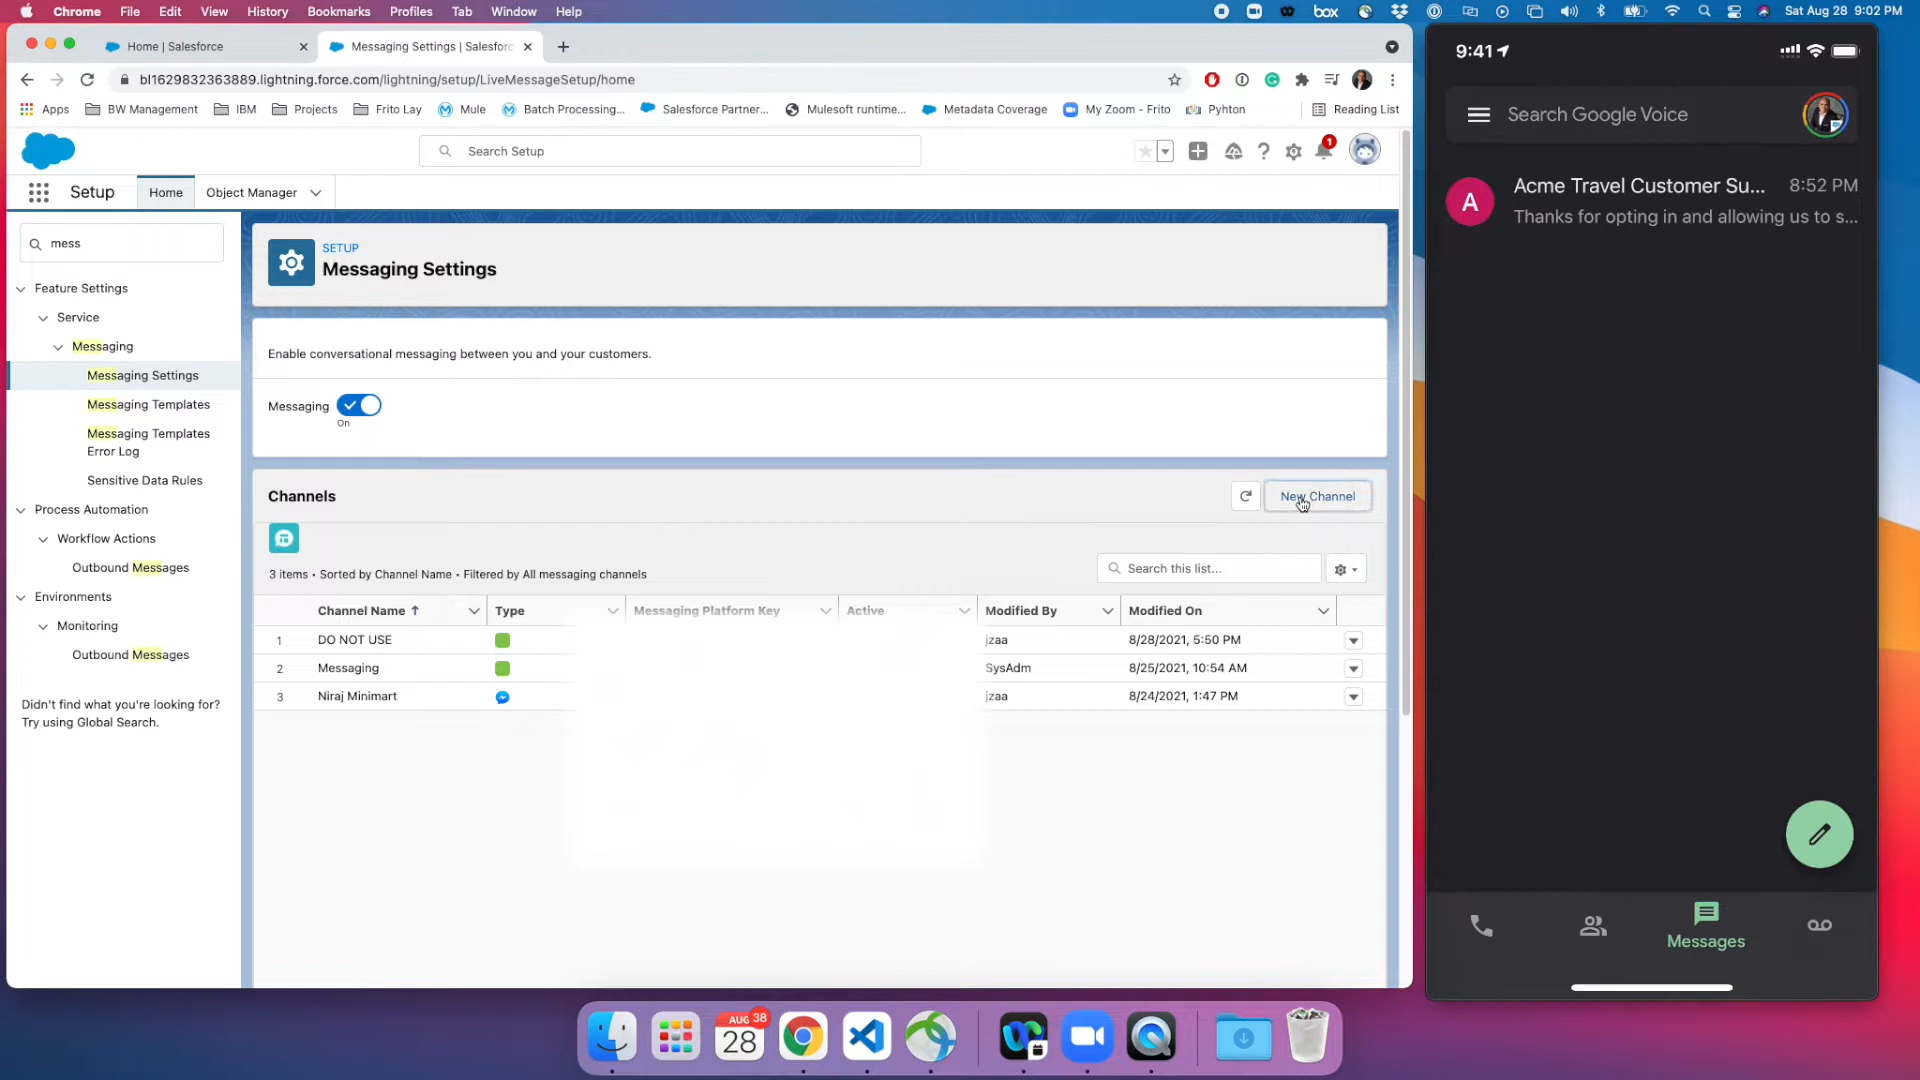 Chrome File Edit View History Bookmarks Profiles Tab Window Help box Sat Aug 28 9:02 PM
Home | Salesforce Messaging Settings | Salesforc
bl1629832363889.lightning.force.com/lightning/setup/LiveMessageSetup/home
Apps BW Management IBM Projects Frito Lay Mule Batch Processing... Salesforce Partner... Mulesoft runtime... Metadata Coverage My Zoom - Frito Pyhton Reading List
Search Setup 1
Setup Home Object Manager
mess
Feature Settings
Service
Messaging
Messaging Settings
Messaging Templates
Messaging Templates
Error Log
Sensitive Data Rules
Process Automation
Workflow Actions
Outbound Messages
Environments
Monitoring
Outbound Messages
Didn't find what you're looking for?
Try using Global Search.
SETUP
Messaging Settings
Enable conversational messaging between you and your customers.
Messaging
On
Channels New Channel
3 items • Sorted by Channel Name • Filtered by All messaging channels Search this list...
Channel Name Type Messaging Platform Key Active Modified By Modified On
1 DO NOT USE jzaa 8/28/2021, 5:50 PM
2 Messaging SysAdm 8/25/2021, 10:54 AM
3 Niraj Minimart jzaa 8/24/2021, 1:47 PM
9:41
Search Google Voice
A Acme Travel Customer Su... 8:52 PM
Thanks for opting in and allowing us to s...
Messages
AUG 38
28